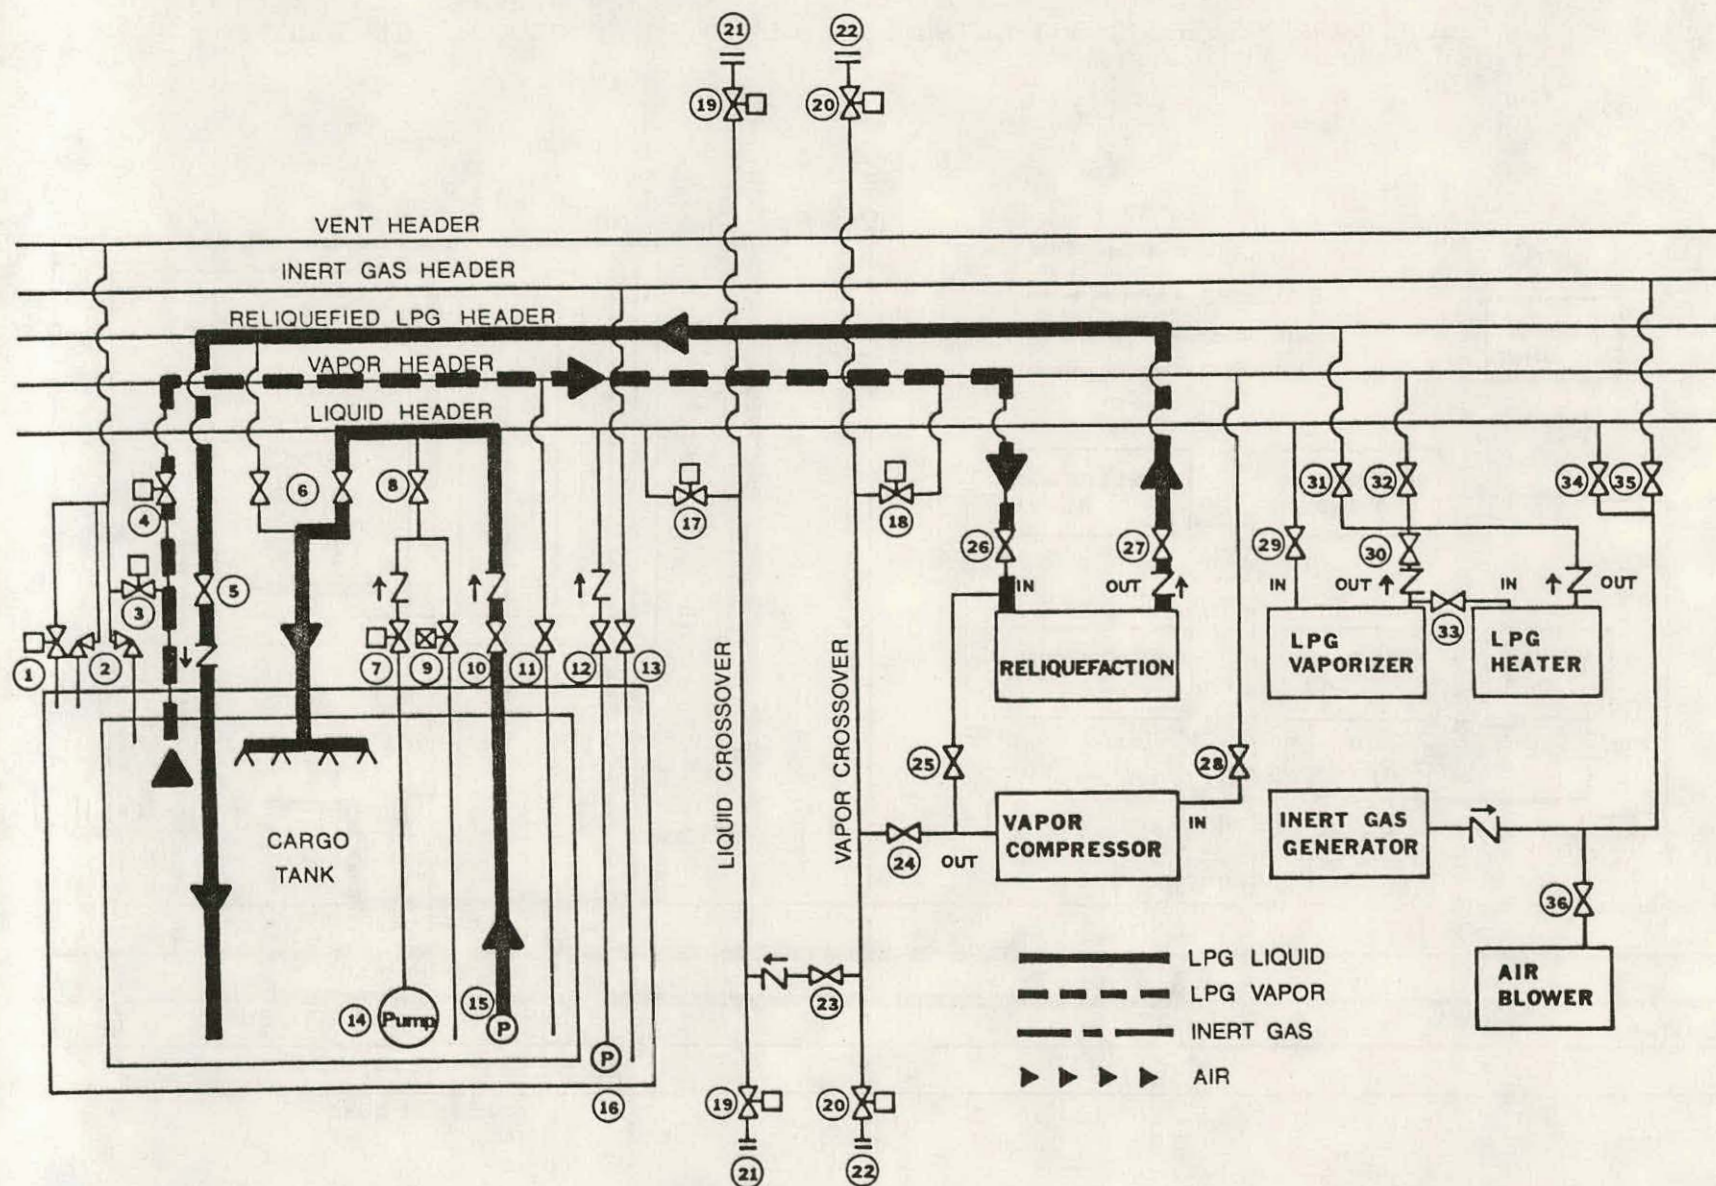 21 22
19 20
VENT HEADER
INERT GAS HEADER
RELIQUEFIED LPG HEADER
VAPOR HEADER
LIQUID HEADER
4 6 8 17 18 31 32 34 35
3 5 26 27 29 30
IN OUT IN OUT IN OUT
33
1 2 7 9 10 11 12 13
RELIQUEFACTION
LPG
VAPORIZER
LPG
HEATER
LIQUID CROSSOVER
VAPOR CROSSOVER
25 28
CARGO
TANK
VAPOR
COMPRESSOR
IN
24 OUT
INERT GAS
GENERATOR
36
14 Pump 15 P
23
LPG LIQUID
LPG VAPOR
INERT GAS
AIR
AIR
BLOWER
P
16
19 20
21 22